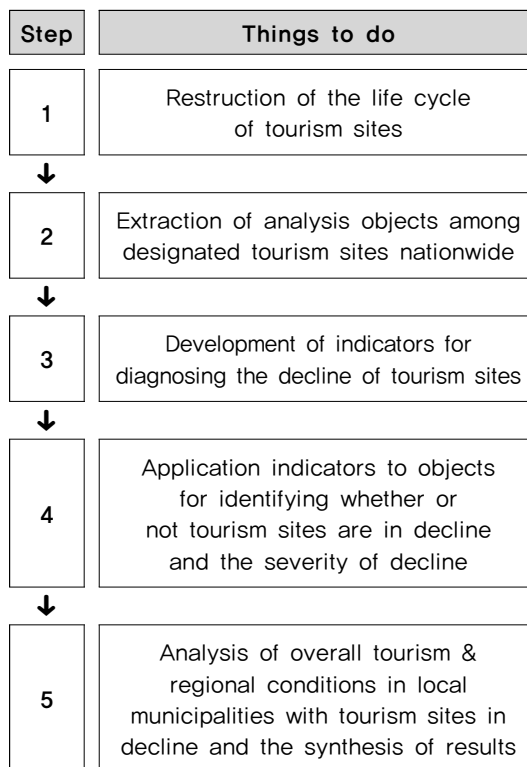 Step
Things to do
1
Restruction of the life cycle
of tourism sites
2
Extraction of analysis objects among
designated tourism sites nationwide
3
Development of indicators for
diagnosing the decline of tourism sites
4
Application indicators to objects
for identifying whether or
not tourism sites are in decline
and the severity of decline
5
Analysis of overall tourism &
regional conditions in local
municipalities with tourism sites in
decline and the synthesis of results